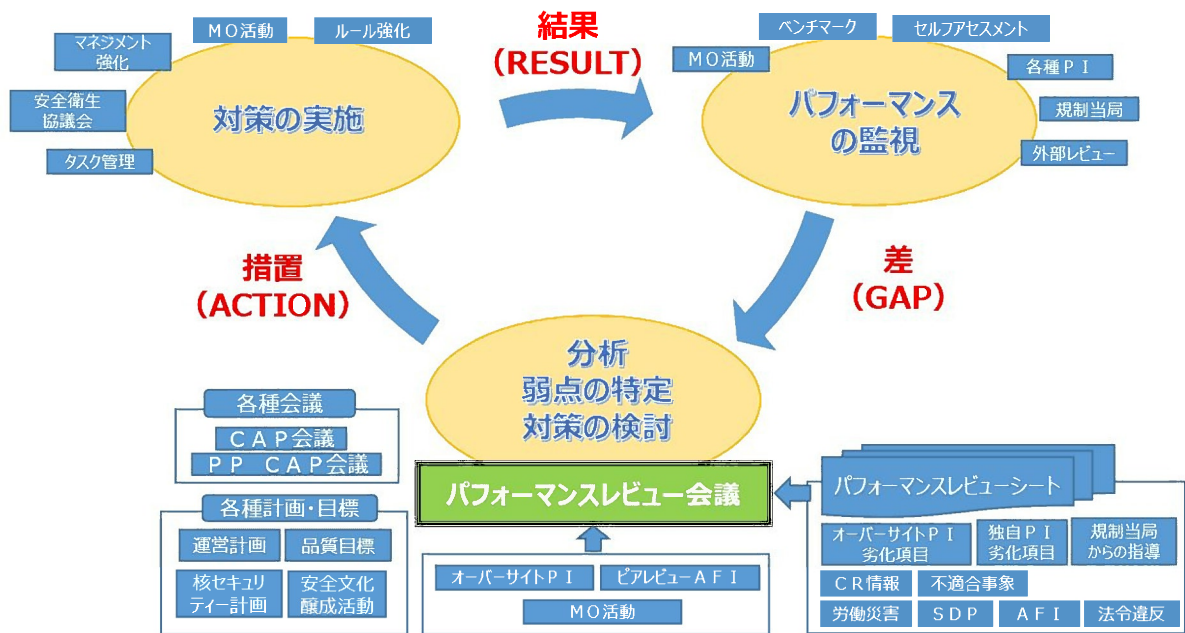 MO活動
ルール強化
マネジメント
強化
安全衛生
協議会
タスク管理
対策の実施
結果
(RESULT)
ベンチマーク
セルフアセスメント
MO活動
各種PI
規制当局
外部レビュー
パフォーマンス
の監視
差
(GAP)
措置
(ACTION)
分析
弱点の特定
対策の検討
パフォーマンスレビュー会議
各種会議
CAP会議
PP CAP会議
各種計画・目標
運営計画
品質目標
核セキュリ
ティー計画
安全文化
醸成活動
オーバーサイトPI
ピアレビューAFI
MO活動
パフォーマンスレビューシート
オーバーサイトPI
劣化項目
独自PI
劣化項目
規制当局
からの指導
CR情報
不適合事象
労働災害
SDP
AFI
法令違反